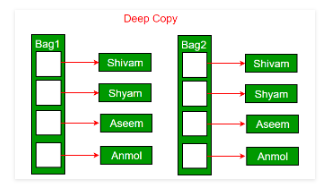 Deep Copy
Bag1
Shivam
Shyam
Aseem
Anmol
Bag2
Shivam
Shyam
Aseem
Anmol